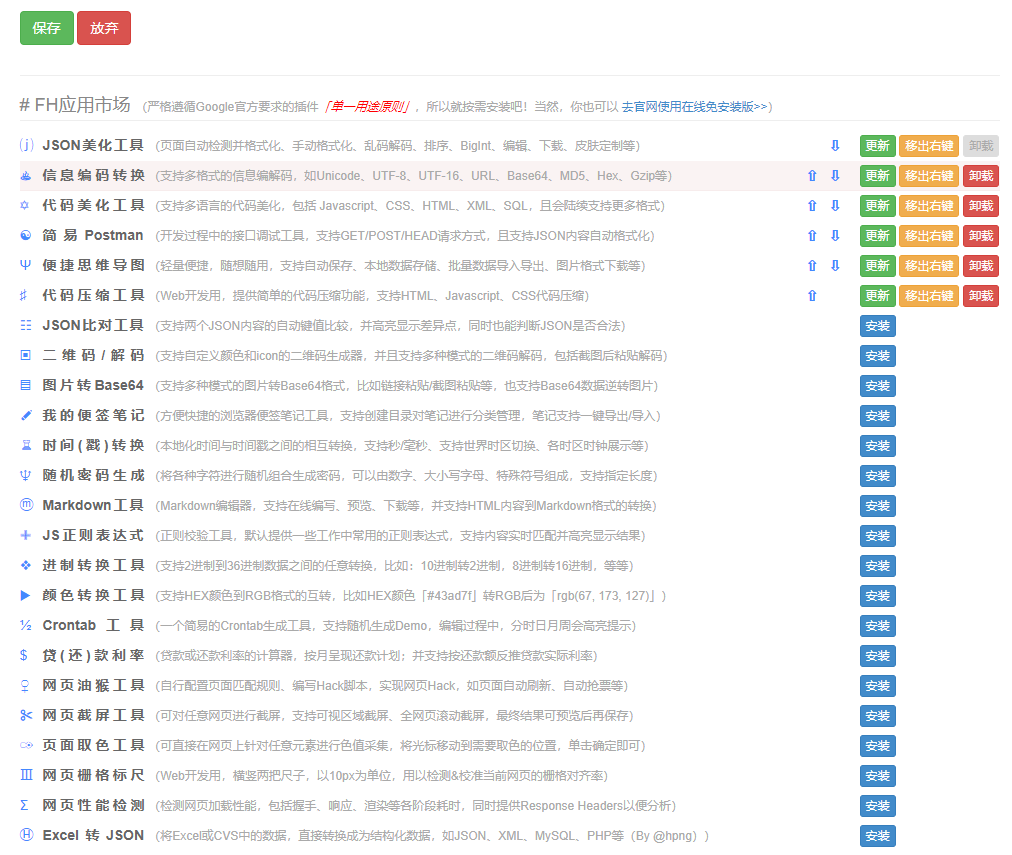 保存 放弃
# FH应用市场 (严格遵循Google官方要求的插件「单一用途原则」，所以就按需安装吧！当然，你也可以 去官网使用在线免安装版>>)
(j) JSON美化工具 (页面自动检测并格式化、手动格式化、乱码解码、排序、BigInt、编辑、下载、皮肤定制等) ⇩ 更新 移出右键 卸载
信息编码转换 (支持多格式的信息编解码，如Unicode、UTF-8、UTF-16、URL、Base64、MD5、Hex、Gzip等) ⇧ ⇩ 更新 移出右键 卸载
✡ 代码美化工具 (支持多语言的代码美化，包括 Javascript、CSS、HTML、XML、SQL，且会陆续支持更多格式) ⇧ ⇩ 更新 移出右键 卸载
☯ 简易 Postman (开发过程中的接口调试工具，支持GET/POST/HEAD请求方式，且支持JSON内容自动格式化) ⇧ ⇩ 更新 移出右键 卸载
Ψ 便捷思维导图 (轻量便捷，随想随用，支持自动保存、本地数据存储、批量数据导入导出、图片格式下载等) ⇧ ⇩ 更新 移出右键 卸载
♯ 代码压缩工具 (Web开发用，提供简单的代码压缩功能，支持HTML、Javascript、CSS代码压缩) ⇧ 更新 移出右键 卸载
☷ JSON比对工具 (支持两个JSON内容的自动键值比较，并高亮显示差异点，同时也能判断JSON是否合法) 安装
▣ 二维码/解码 (支持自定义颜色和icon的二维码生成器，并且支持多种模式的二维码解码，包括截图后粘贴解码) 安装
▤ 图片转Base64 (支持多种模式的图片转Base64格式，比如链接粘贴/截图粘贴等，也支持Base64数据逆转图片) 安装
我的便签笔记 (方便快捷的浏览器便签笔记工具，支持创建目录对笔记进行分类管理，笔记支持一键导出/导入) 安装
时间(戳)转换 (本地化时间与时间戳之间的相互转换，支持秒/毫秒、支持世界时区切换、各时区时钟展示等) 安装
随机密码生成 (将各种字符进行随机组合生成密码，可以由数字、大小写字母、特殊符号组成，支持指定长度) 安装
ⓜ Markdown工具 (Markdown编辑器，支持在线编写、预览、下载等，并支持HTML内容到Markdown格式的转换) 安装
JS正则表达式 (正则校验工具，默认提供一些工作中常用的正则表达式，支持内容实时匹配并高亮显示结果) 安装
❖ 进制转换工具 (支持2进制到36进制数据之间的任意转换，比如：10进制转2进制，8进制转16进制，等等) 安装
▶ 颜色转换工具 (支持HEX颜色到RGB格式的互转，比如HEX颜色「#43ad7f」转RGB后为「rgb(67, 173, 127)」) 安装
½ Crontab 工具 (一个简易的Crontab生成工具，支持随机生成Demo，编辑过程中，分时日月周会高亮提示) 安装
$ 贷(还)款利率 (贷款或还款利率的计算器，按月呈现还款计划；并支持按还款额反推贷款实际利率) 安装
网页油猴工具 (自行配置页面匹配规则、编写Hack脚本，实现网页Hack，如页面自动刷新、自动抢票等) 安装
✂ 网页截屏工具 (可对任意网页进行截屏，支持可视区域截屏、全网页滚动截屏，最终结果可预览后再保存) 安装
页面取色工具 (可直接在网页上针对任意元素进行色值采集，将光标移动到需要取色的位置，单击确定即可) 安装
Ⅲ 网页栅格标尺 (Web开发用，横竖两把尺子，以10px为单位，用以检测&校准当前网页的栅格对齐率) 安装
Σ 网页性能检测 (检测网页加载性能，包括握手、响应、渲染等各阶段耗时，同时提供Response Headers以便分析) 安装
Ⓗ Excel 转 JSON (将Excel或CVS中的数据，直接转换成为结构化数据，如JSON、XML、MySQL、PHP等（By @hpng）) 安装